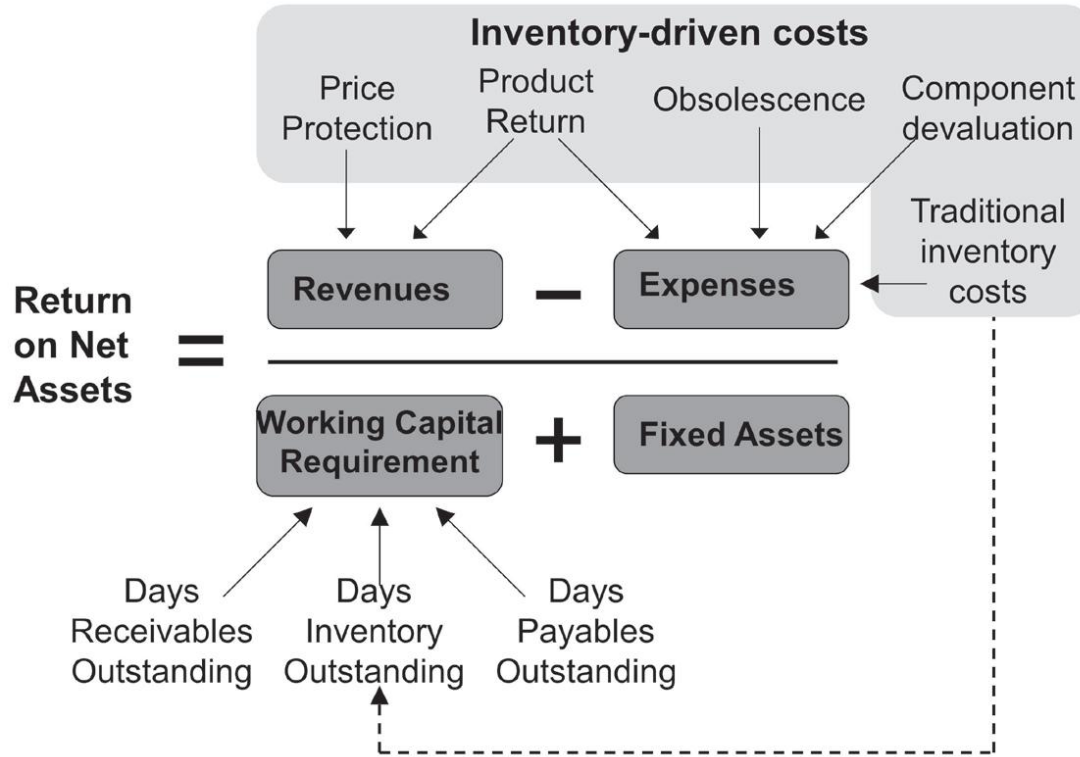 Inventory-driven costs
Price
Protection
Product
Return
Obsolescence
Component
devaluation
Traditional
inventory
costs
Return
on Net
Assets
=
Revenues
−
Expenses
Working Capital
Requirement
+
Fixed Assets
Days
Receivables
Outstanding
Days
Inventory
Outstanding
Days
Payables
Outstanding